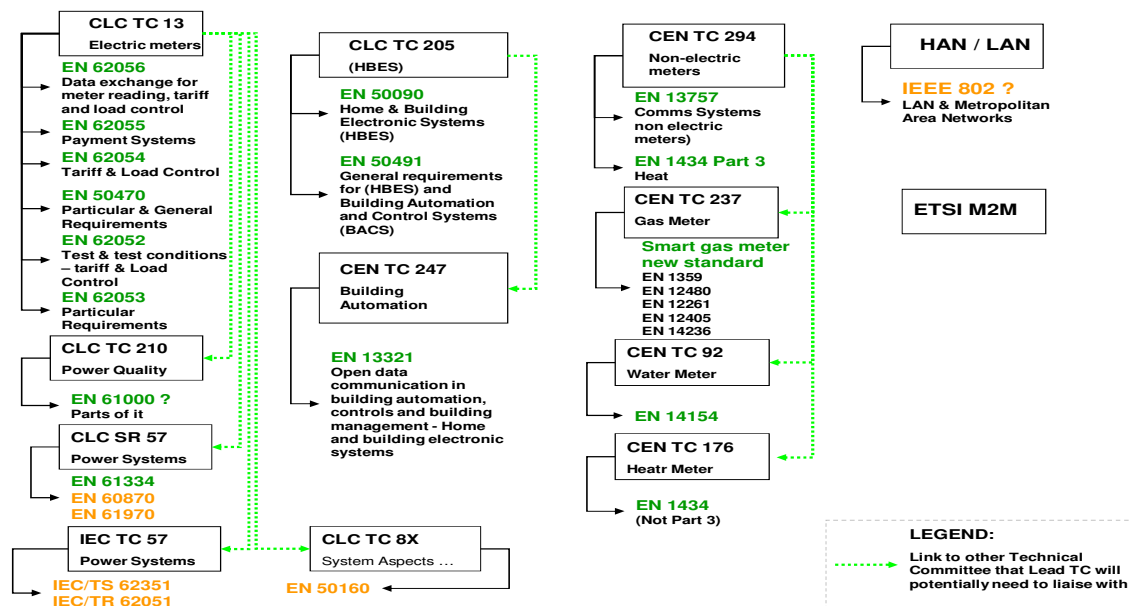 CLC TC 13
Electric meters
EN 62056
Data exchange for
meter reading, tariff
and load control
EN 62055
Payment Systems
EN 62054
Tariff & Load Control
EN 50470
Particular & General
Requirements
EN 62052
Test & test conditions
– tariff & Load
Control
EN 62053
Particular
Requirements
CLC TC 210
Power Quality
EN 61000 ?
Parts of it
CLC SR 57
Power Systems
EN 61334
EN 60870
EN 61970
IEC TC 57
Power Systems
IEC/TS 62351
IEC/TR 62051
CLC TC 205
(HBES)
EN 50090
Home & Building
Electronic Systems
(HBES)
EN 50491
General requirements
for (HBES) and
Building Automation
and Control Systems
(BACS)
CEN TC 247
Building
Automation
EN 13321
Open data
communication in
building automation,
controls and building
management - Home
and building electronic
systems
CLC TC 8X
System Aspects ...
EN 50160
CEN TC 294
Non-electric
meters
EN 13757
Comms Systems
non electric
meters)
EN 1434 Part 3
Heat
CEN TC 237
Gas Meter
Smart gas meter
new standard
EN 1359
EN 12480
EN 12261
EN 12405
EN 14236
CEN TC 92
Water Meter
EN 14154
CEN TC 176
Heatr Meter
EN 1434
(Not Part 3)
HAN / LAN
IEEE 802 ?
LAN & Metropolitan
Area Networks
ETSI M2M
LEGEND:
Link to other Technical
Committee that Lead TC will
potentially need to liaise with